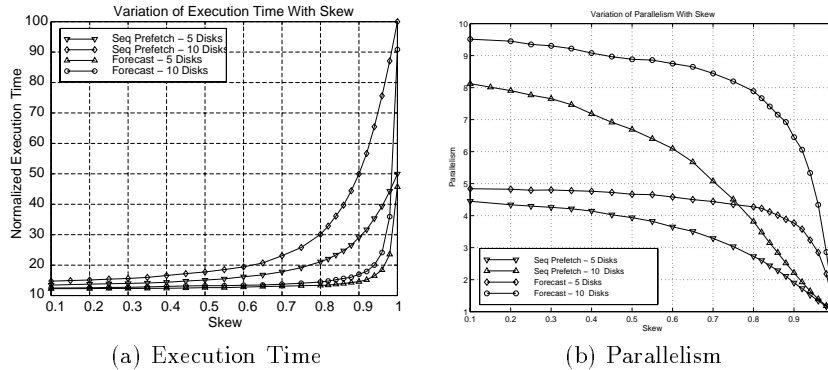 Variation of Execution Time With Skew
100
90
80
70
60
50
40
30
20
10
Normalized Execution Time
Seq Prefetch – 5 Disks
Seq Prefetch – 10 Disks
Forecast – 5 Disks
Forecast – 10 Disks
0.1 0.2 0.3 0.4 0.5 0.6 0.7 0.8 0.9 1
Skew
(a) Execution Time
Variation of Parallelism With Skew
10
9
8
7
6
5
4
3
2
1
Parallelism
Seq Prefetch – 5 Disks
Seq Prefetch – 10 Disks
Forecast – 5 Disks
Forecast – 10 Disks
0.1 0.2 0.3 0.4 0.5 0.6 0.7 0.8 0.9
Skew
(b) Parallelism